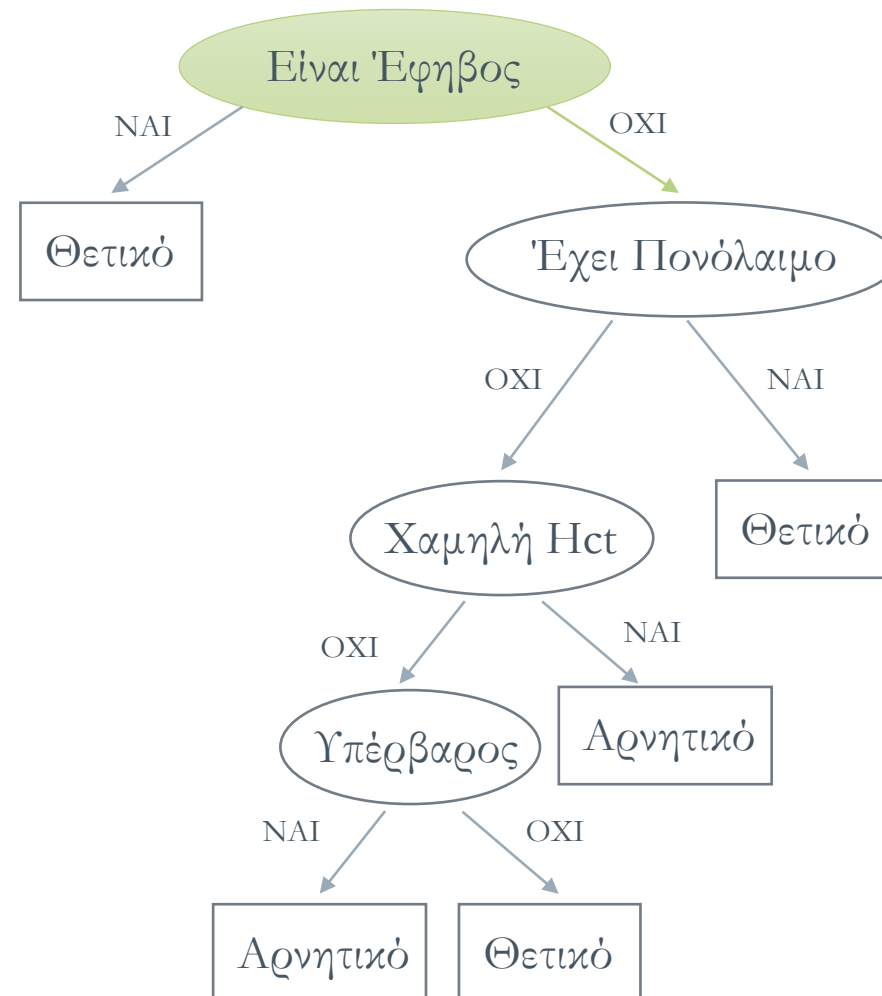 Είναι Έφηβος
ΝΑΙ
ΟΧΙ
Θετικό
Έχει Πονόλαιμο
ΟΧΙ
ΝΑΙ
Χαμηλή Hct
Θετικό
ΟΧΙ
ΝΑΙ
Υπέρβαρος
Αρνητικό
ΝΑΙ
ΟΧΙ
Αρνητικό
Θετικό